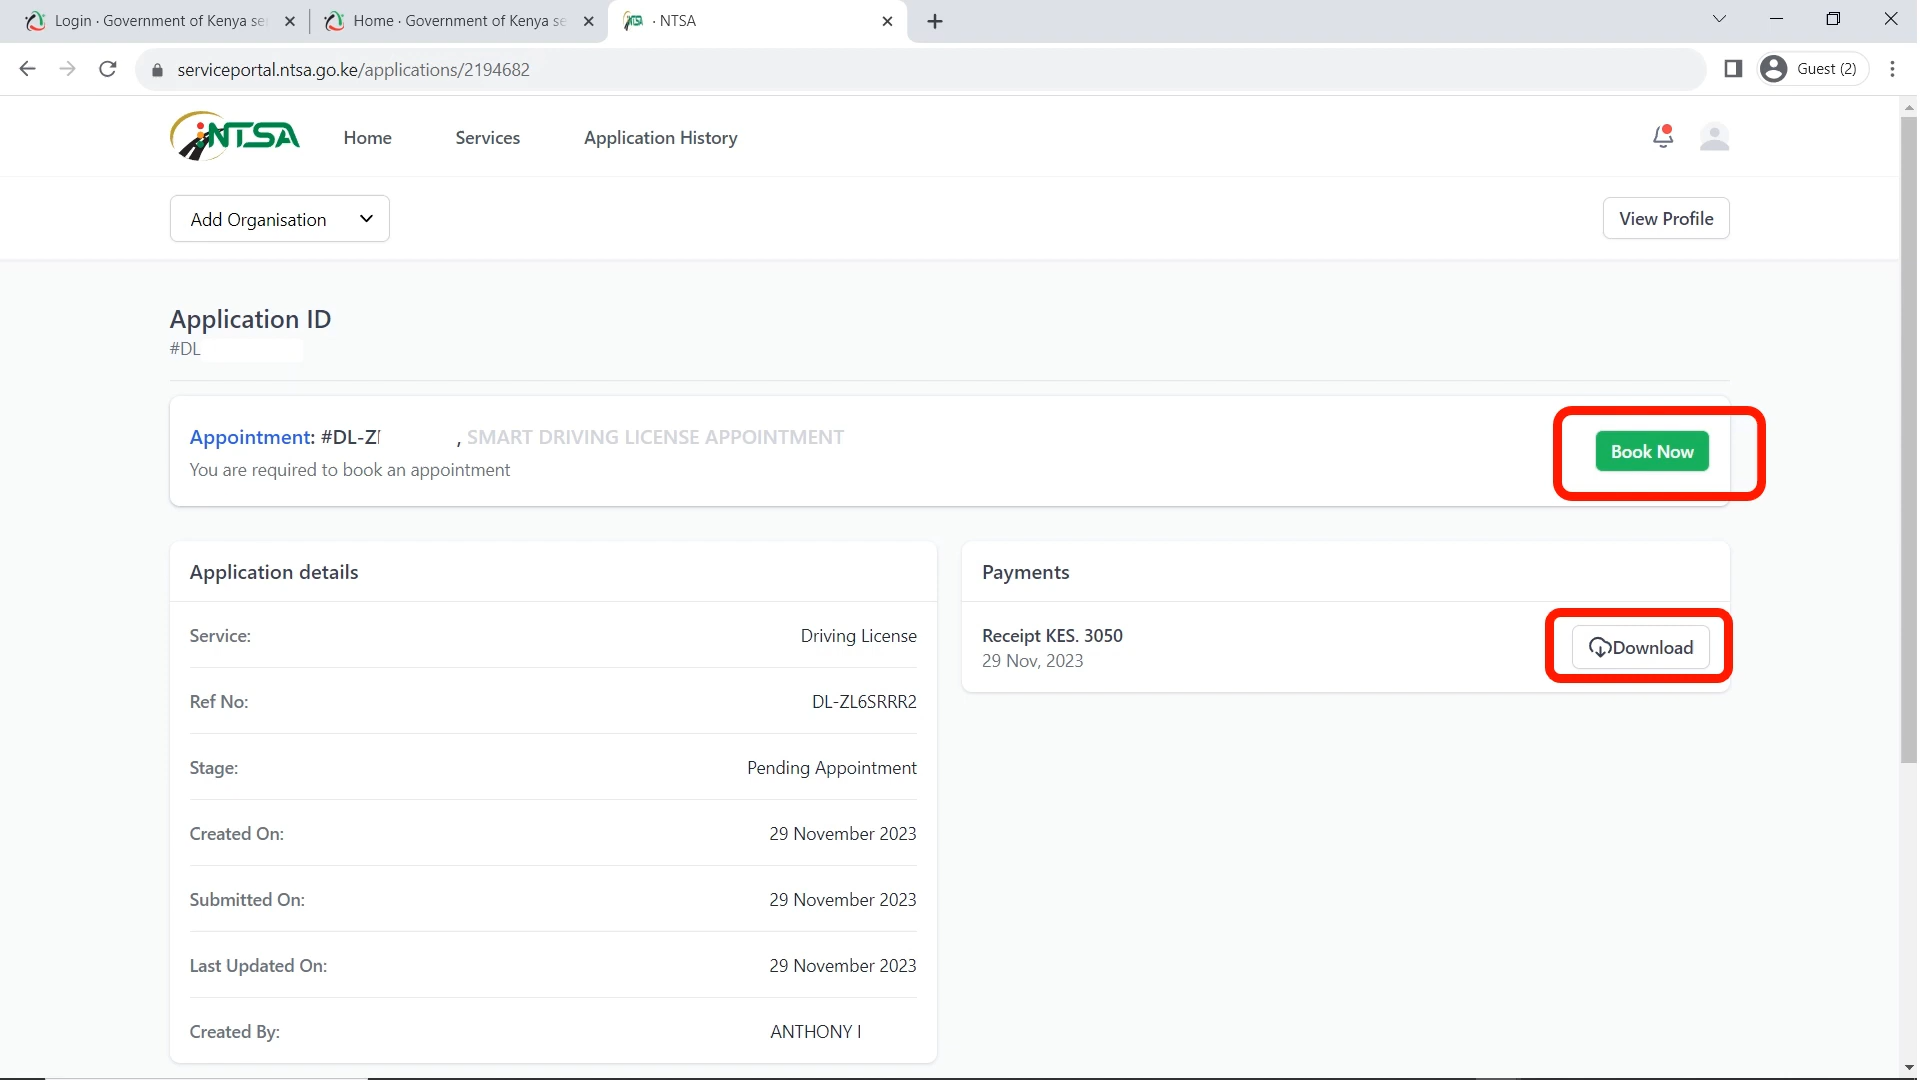 Login · Government of Kenya se
Home · Government of Kenya se
· NTSA
serviceportal.ntsa.go.ke/applications/2194682
Guest (2)
NTSA
Home
Services
Application History
Add Organisation
View Profile
Application ID
#DL
Appointment: #DL-Z
, SMART DRIVING LICENSE APPOINTMENT
You are required to book an appointment
Book Now
Application details
Service:
Driving License
Ref No:
DL-ZL6SRRR2
Stage:
Pending Appointment
Created On:
29 November 2023
Submitted On:
29 November 2023
Last Updated On:
29 November 2023
Created By:
ANTHONY I
Payments
Receipt KES. 3050
29 Nov, 2023
Download